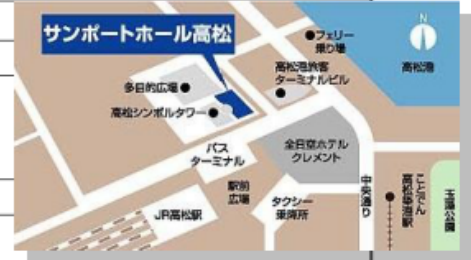 サンポートホール高松
フェリー
乗り場
N
高松港
高松港旅客
ターミナルビル
多目的広場
高松シンボルタワー
バス
ターミナル
全日空ホテル
クレメント
駅前
広場
タクシー
乗降所
JR高松駅
中央通り
ことでん
高松築港駅
玉藻公園